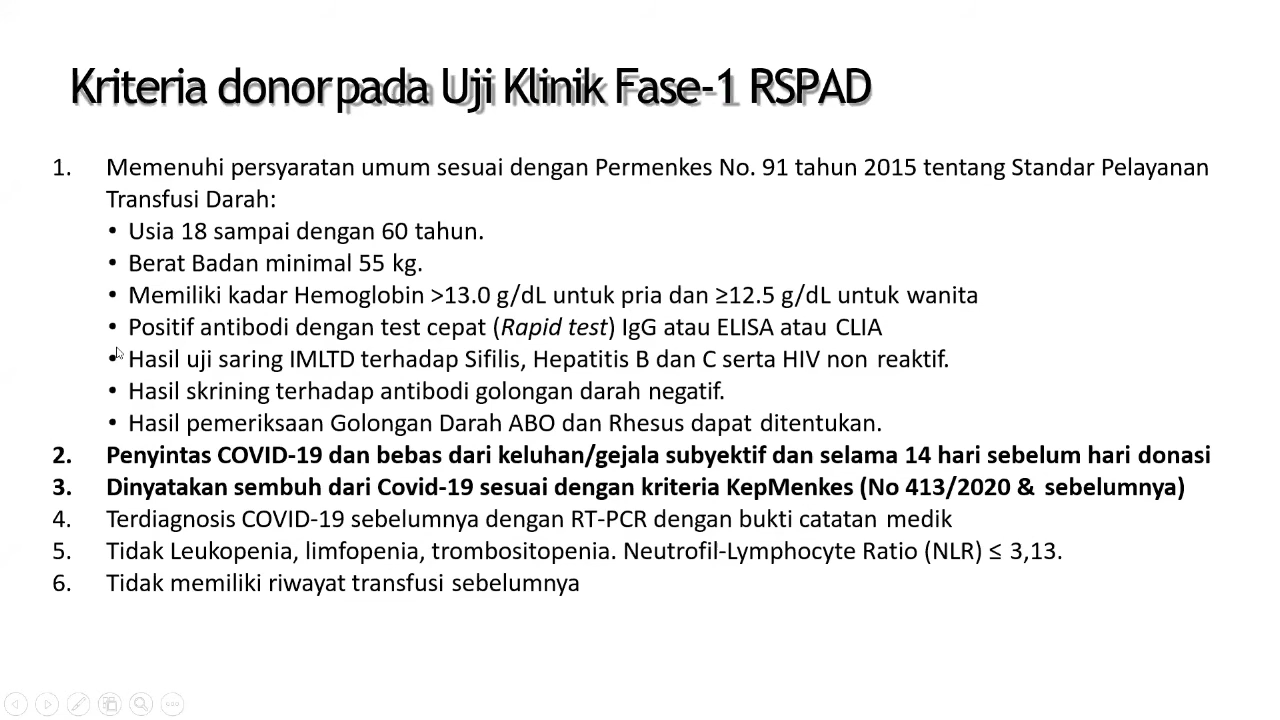 Kriteria donor pada Uji Klinik Fase-1 RSPAD
1. Memenuhi persyaratan umum sesuai dengan Permenkes No. 91 tahun 2015 tentang Standar Pelayanan
Transfusi Darah:
• Usia 18 sampai dengan 60 tahun.
• Berat Badan minimal 55 kg.
• Memiliki kadar Hemoglobin >13.0 g/dL untuk pria dan ≥12.5 g/dL untuk wanita
• Positif antibodi dengan test cepat (Rapid test) IgG atau ELISA atau CLIA
• Hasil uji saring IMLTD terhadap Sifilis, Hepatitis B dan C serta HIV non reaktif.
• Hasil skrining terhadap antibodi golongan darah negatif.
• Hasil pemeriksaan Golongan Darah ABO dan Rhesus dapat ditentukan.
2. Penyintas COVID-19 dan bebas dari keluhan/gejala subyektif dan selama 14 hari sebelum hari donasi
3. Dinyatakan sembuh dari Covid-19 sesuai dengan kriteria KepMenkes (No 413/2020 & sebelumnya)
4. Terdiagnosis COVID-19 sebelumnya dengan RT-PCR dengan bukti catatan medik
5. Tidak Leukopenia, limfopenia, trombositopenia. Neutrofil-Lymphocyte Ratio (NLR) ≤ 3,13.
6. Tidak memiliki riwayat transfusi sebelumnya